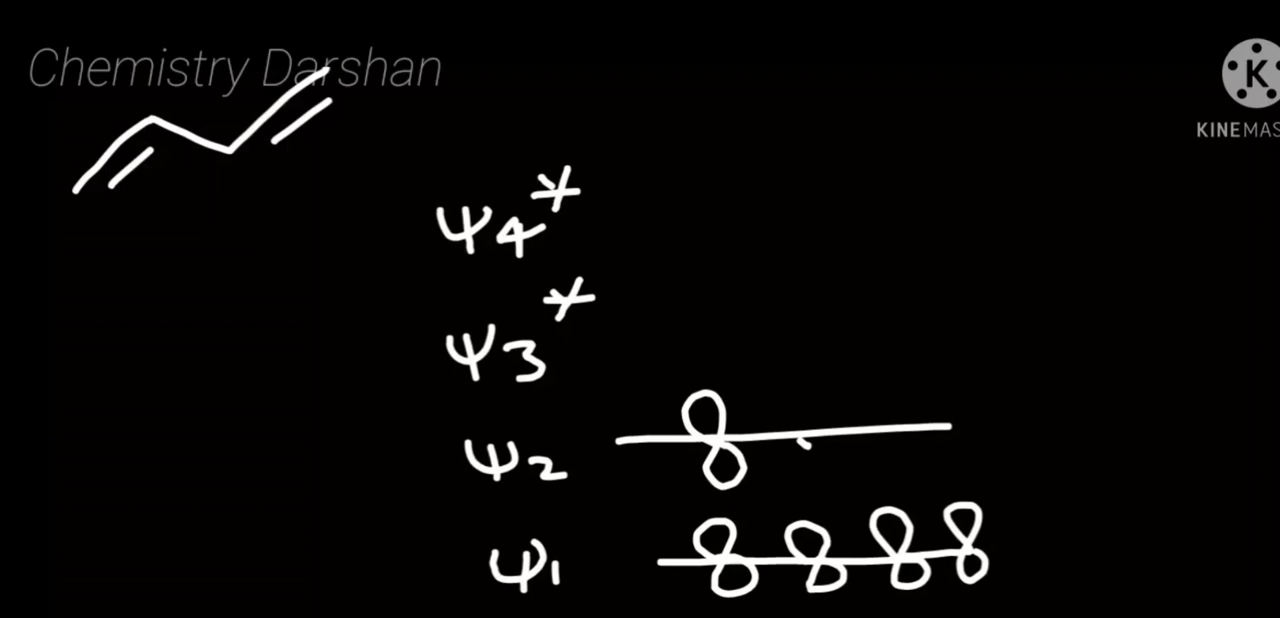 Chemistry Darshan
K
KINEMAS
Ψ4*
Ψ3*
Ψ2
Ψ1